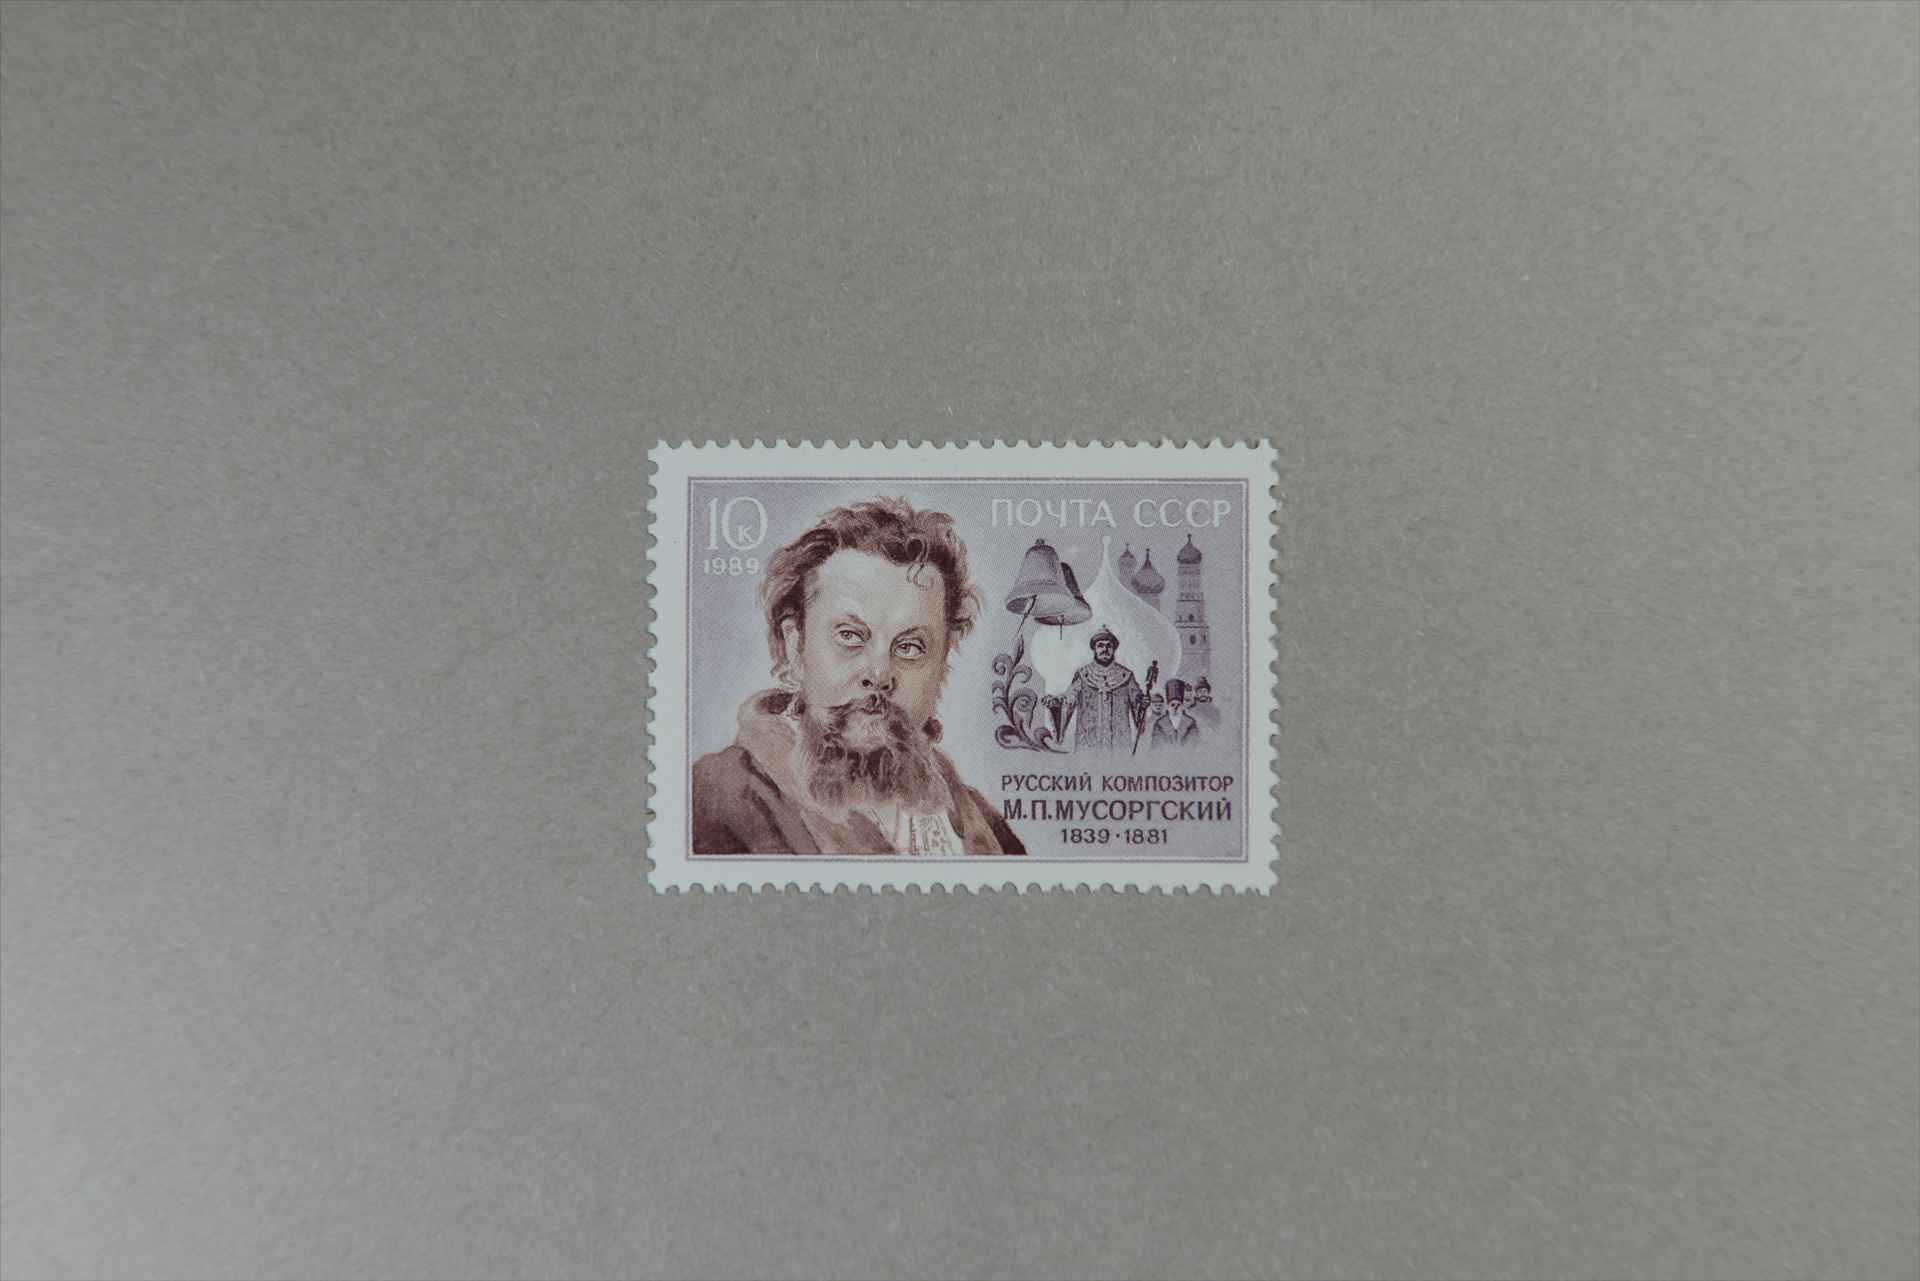 10к
1989
ПОЧТА СССР
РУССКИЙ КОМПОЗИТОР
М.П.МУСОРГСКИЙ
1839·1881